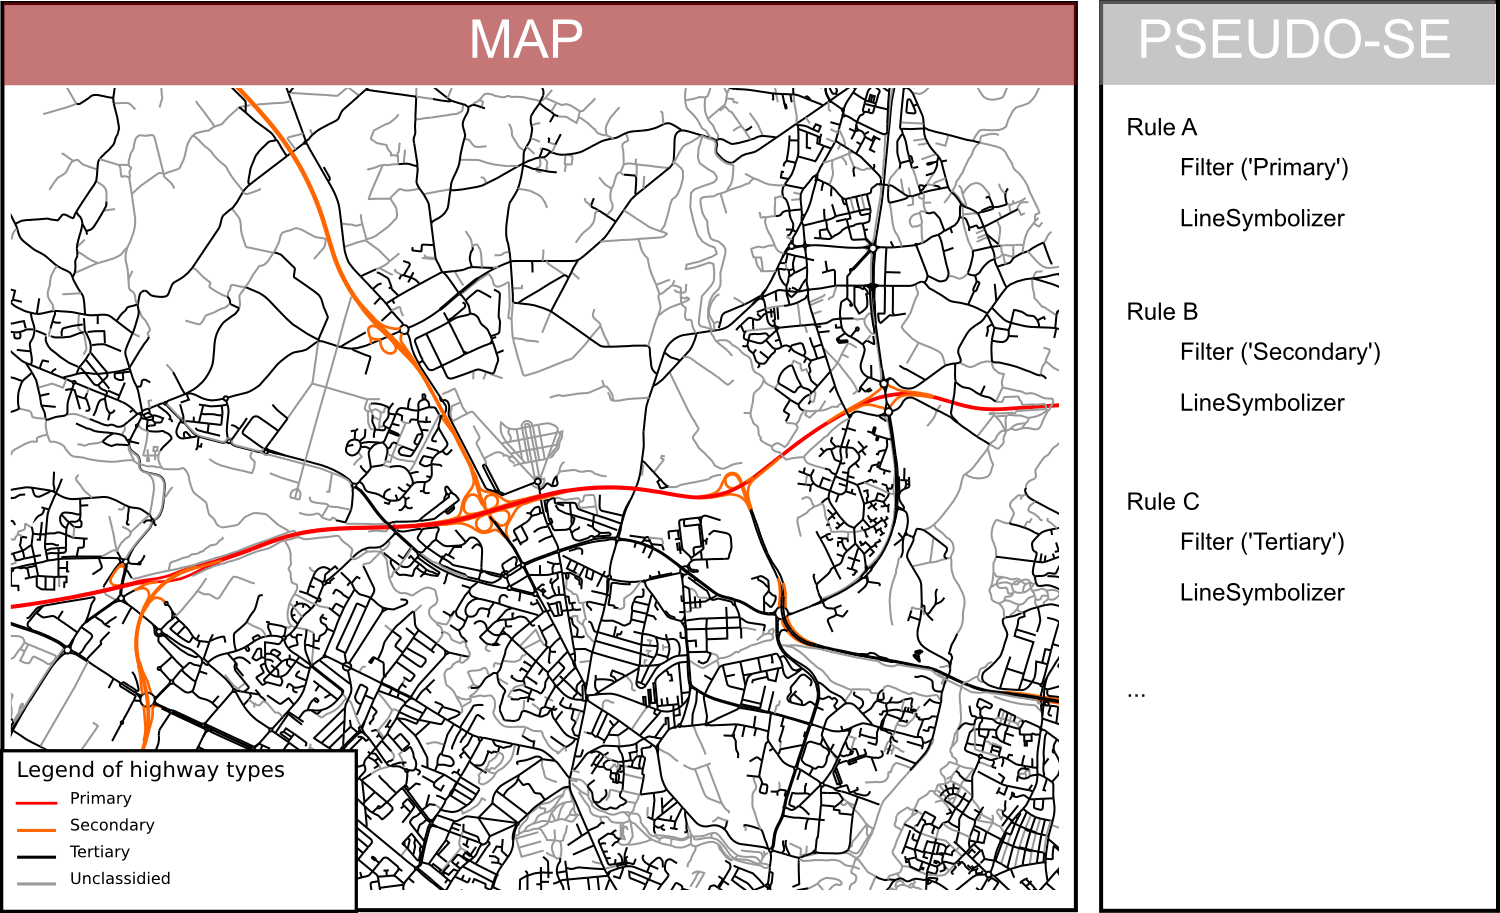 MAP
Legend of highway types
Primary
Secondary
Tertiary
Unclassidied
PSEUDO-SE
Rule A
Filter ('Primary')
LineSymbolizer
Rule B
Filter ('Secondary')
LineSymbolizer
Rule C
Filter ('Tertiary')
LineSymbolizer
...